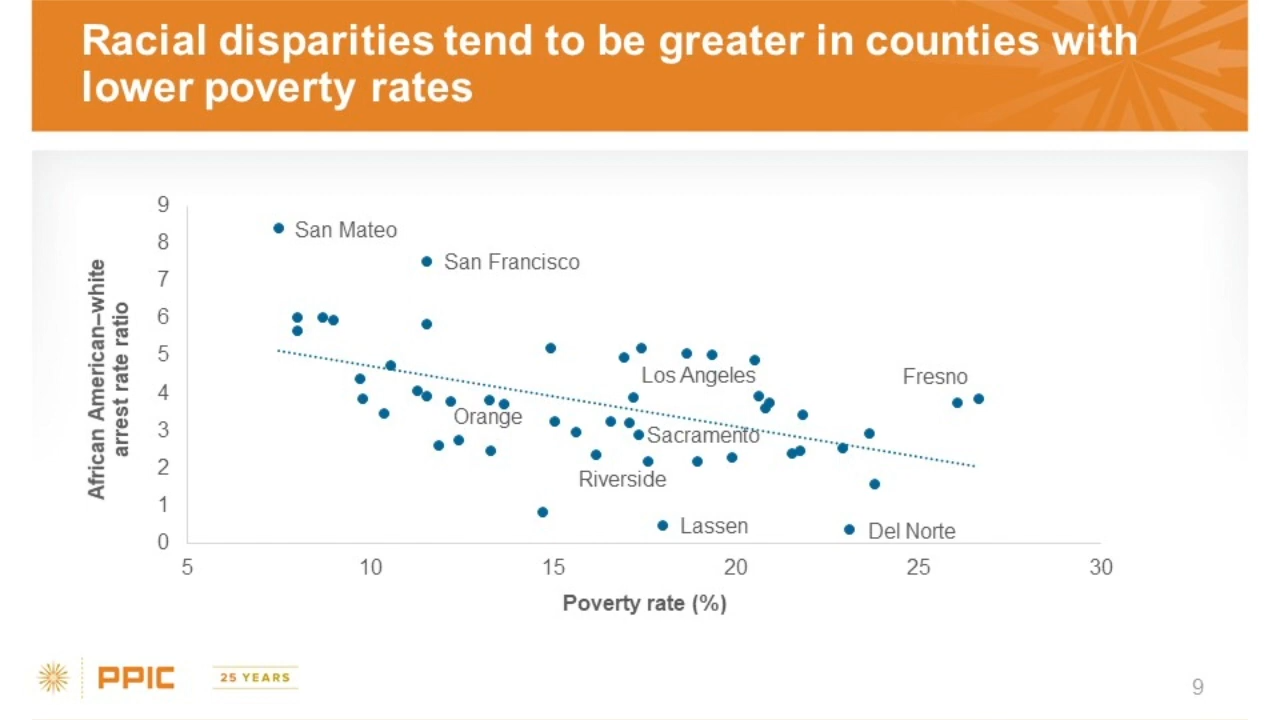 Racial disparities tend to be greater in counties with
lower poverty rates
African American–white
arrest rate ratio
9
8
7
6
5
4
3
2
1
0
San Mateo
San Francisco
Los Angeles
Fresno
Orange
Sacramento
Riverside
Lassen
Del Norte
5 10 15 20 25 30
Poverty rate (%)
PPIC
25 YEARS
9